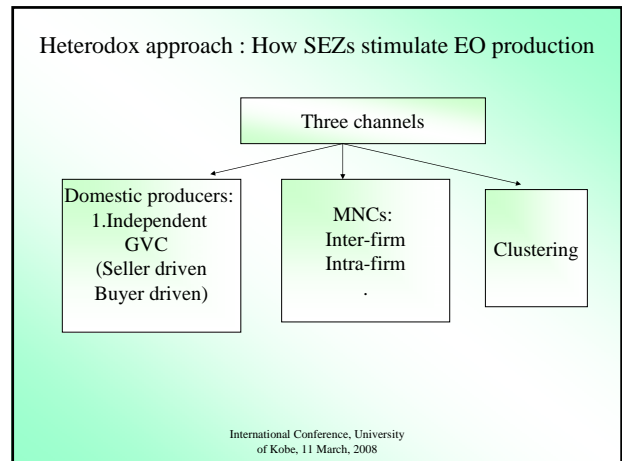 Heterodox approach : How SEZs stimulate EO production
Three channels
Domestic producers:
1.Independent
GVC
(Seller driven
Buyer driven)
MNCs:
Inter-firm
Intra-firm
.
Clustering
International Conference, University
of Kobe, 11 March, 2008